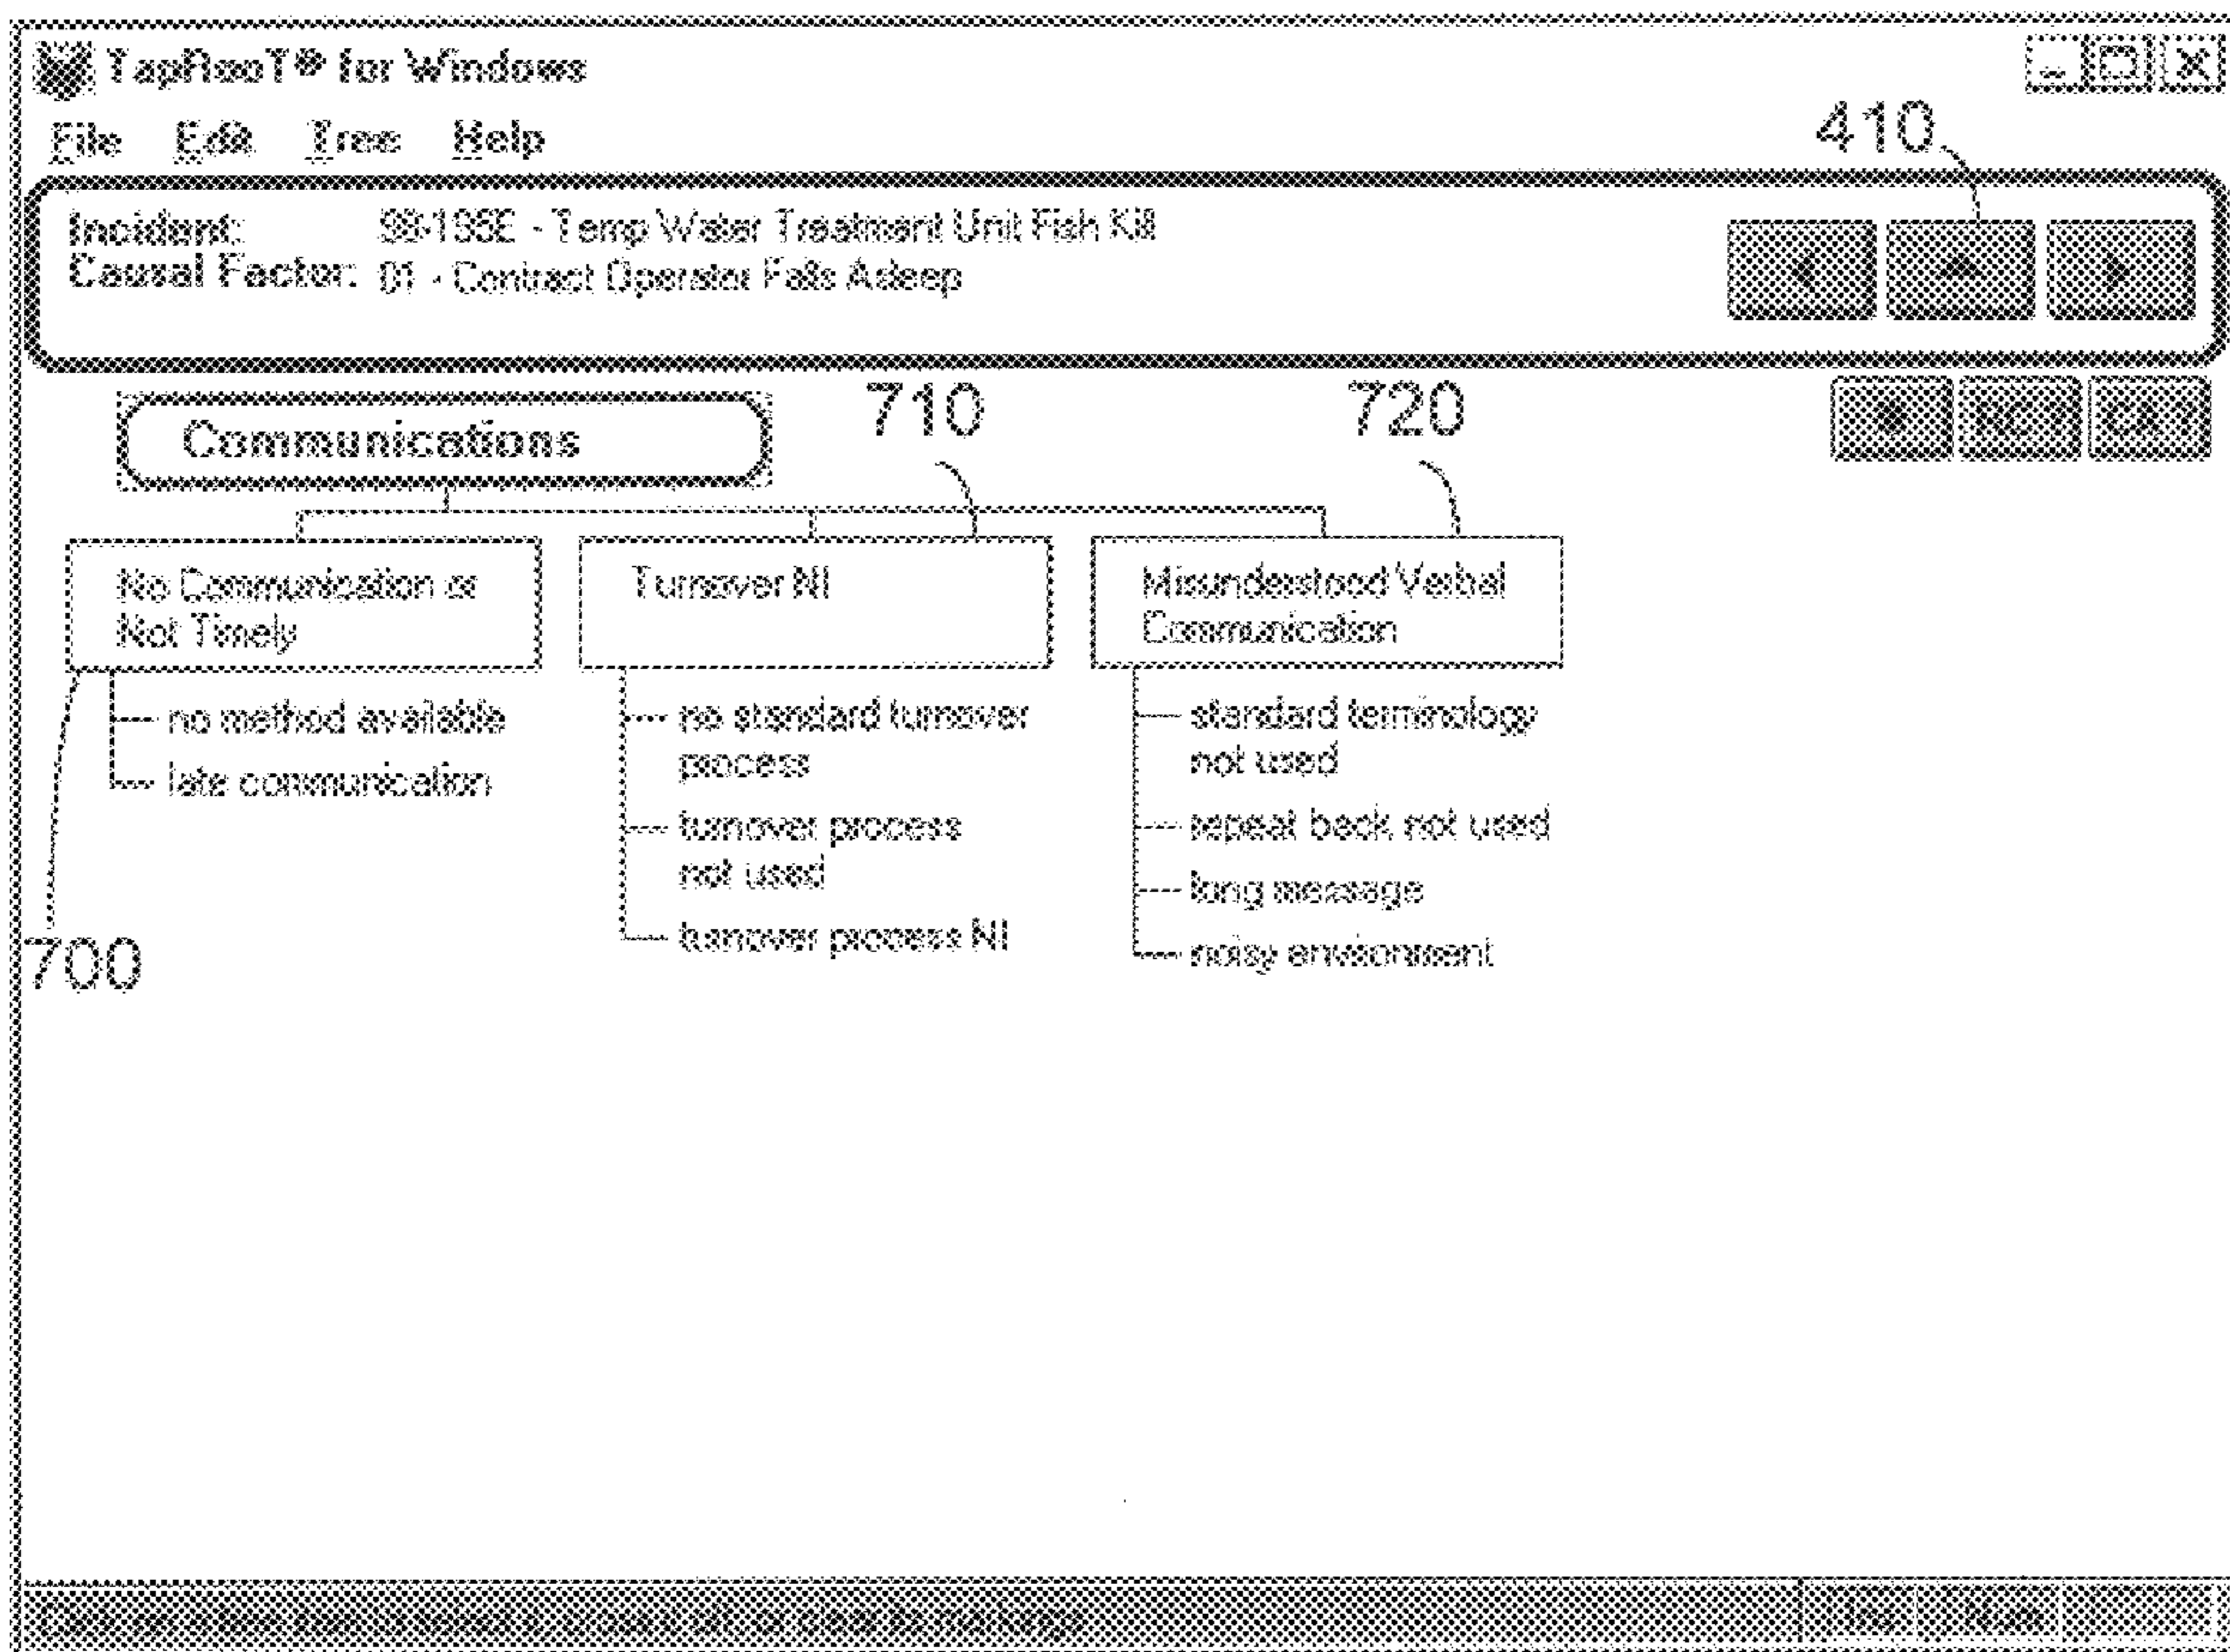 TapRooT® for Windows
File Edit Tree Help
410
Incident: - Temp Water Treatment Unit Fish Kill
Causal Factor: 01 - Contract Operator Falls Asleep
Communications
710
720
RC ? CA ?
No Communication or
Not Timely
Turnover NI
Misunderstood Verbal
Communication
no method available
late communication
no standard turnover
process
turnover process
not used
turnover process NI
standard terminology
not used
repeat back not used
long message
noisy environment
700